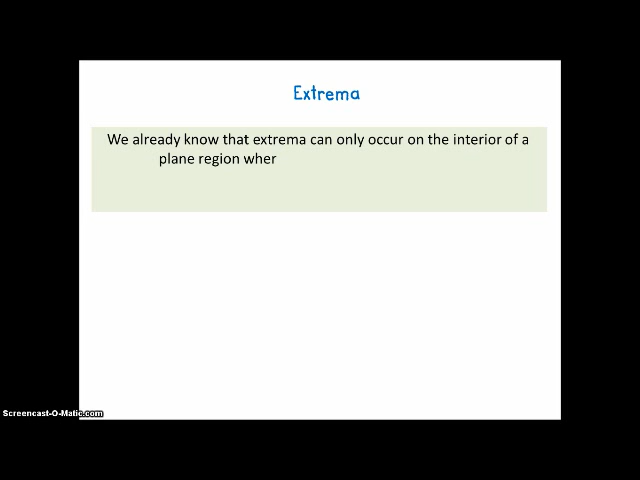 Extrema
We already know that extrema can only occur on the interior of a
plane region wher
Screencast-O-Matic.com